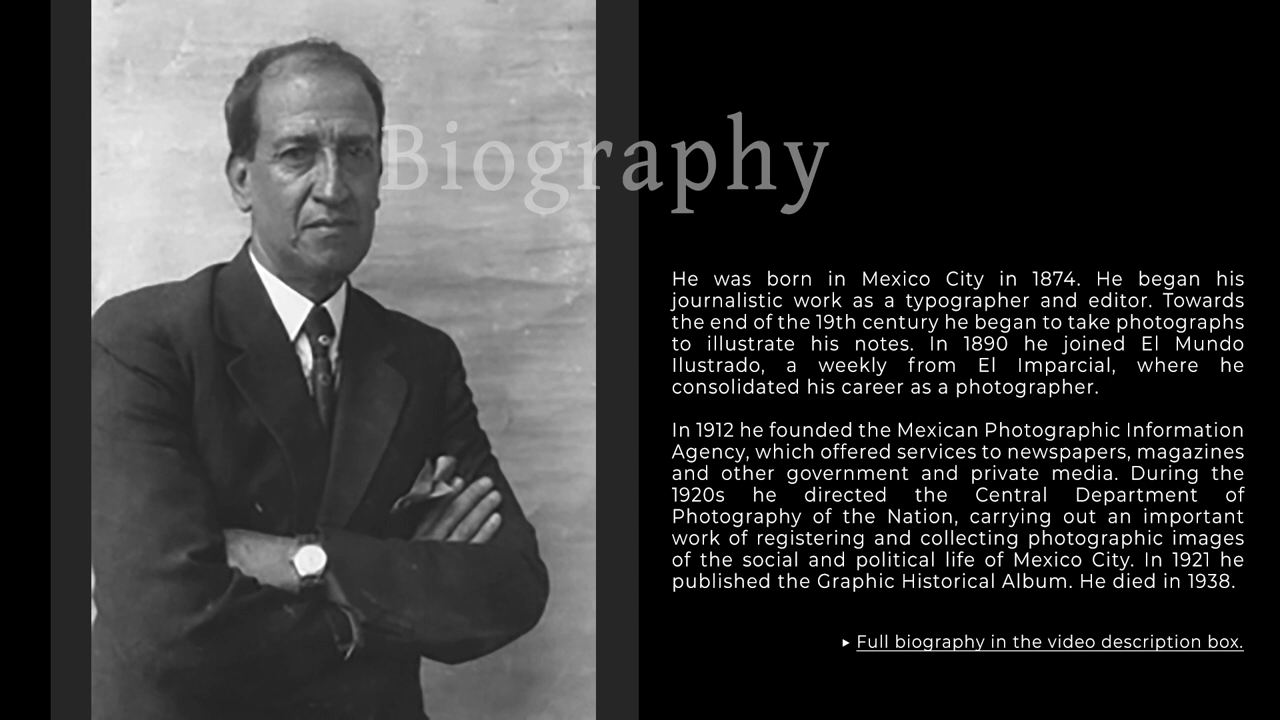 Biography
He was born in Mexico City in 1874. He began his
journalistic work as a typographer and editor. Towards
the end of the 19th century he began to take photographs
to illustrate his notes. In 1890 he joined El Mundo
Ilustrado, a weekly from El Imparcial, where he
consolidated his career as a photographer.
In 1912 he founded the Mexican Photographic Information
Agency, which offered services to newspapers, magazines
and other government and private media. During the
1920s he directed the Central Department of
Photography of the Nation, carrying out an important
work of registering and collecting photographic images
of the social and political life of Mexico City. In 1921 he
published the Graphic Historical Album. He died in 1938.
▸ Full biography in the video description box.